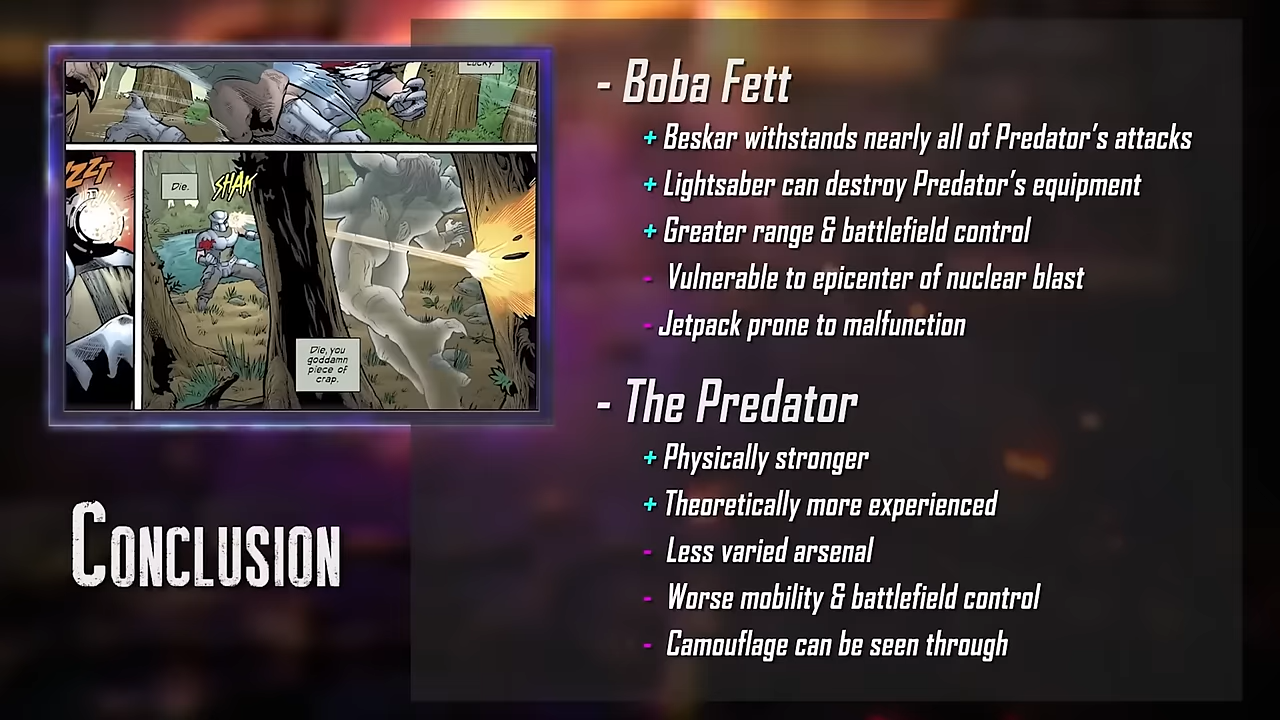 Lucky.
ZZT
Die.
SHAK
Die, you
goddamn
piece of
crap.
CONCLUSION
- Boba Fett
+ Beskar withstands nearly all of Predator's attacks
+ Lightsaber can destroy Predator's equipment
+ Greater range & battlefield control
- Vulnerable to epicenter of nuclear blast
- Jetpack prone to malfunction
- The Predator
+ Physically stronger
+ Theoretically more experienced
- Less varied arsenal
- Worse mobility & battlefield control
- Camouflage can be seen through